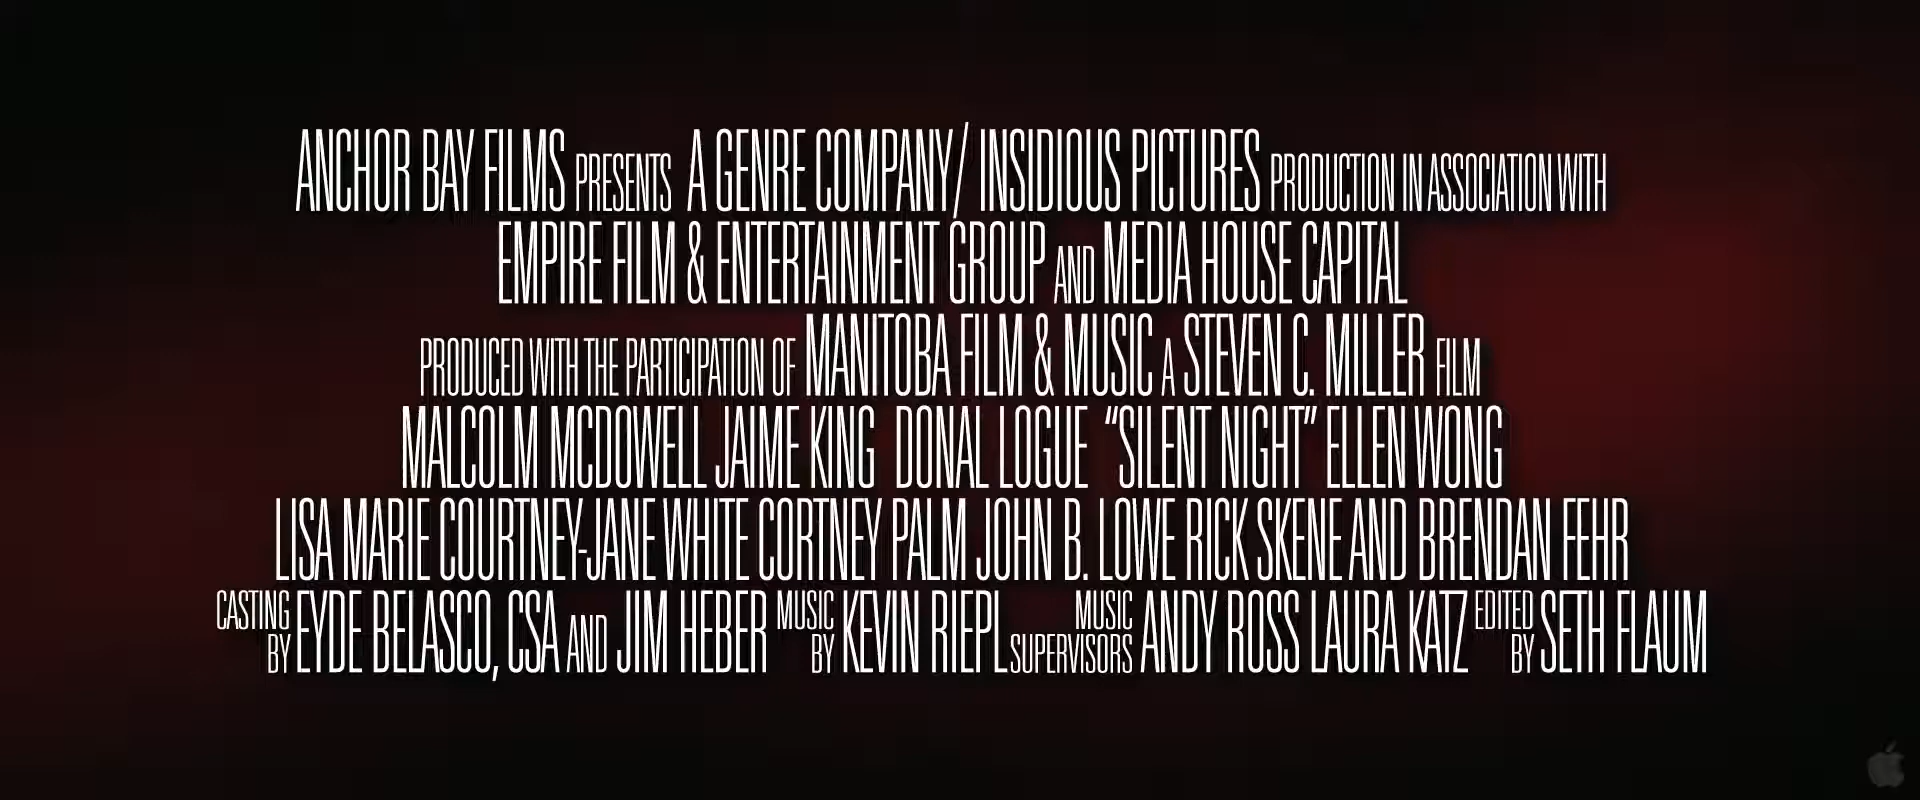 ANCHOR BAY FILMS PRESENTS A GENRE COMPANY/ INSIDIOUS PICTURES PRODUCTION IN ASSOCIATION WITH
EMPIRE FILM & ENTERTAINMENT GROUP AND MEDIA HOUSE CAPITAL
PRODUCED WITH THE PARTICIPATION OF MANITOBA FILM & MUSIC A STEVEN C. MILLER FILM
MALCOLM MCDOWELL JAIME KING DONAL LOGUE “SILENT NIGHT” ELLEN WONG
LISA MARIE COURTNEY-JANE WHITE CORTNEY PALM JOHN B. LOWE RICK SKENE AND BRENDAN FEHR
CASTING BY EYDE BELASCO, CSA AND JIM HEBER MUSIC BY KEVIN RIEPL MUSIC SUPERVISORS ANDY ROSS LAURA KATZ EDITED BY SETH FLAUM